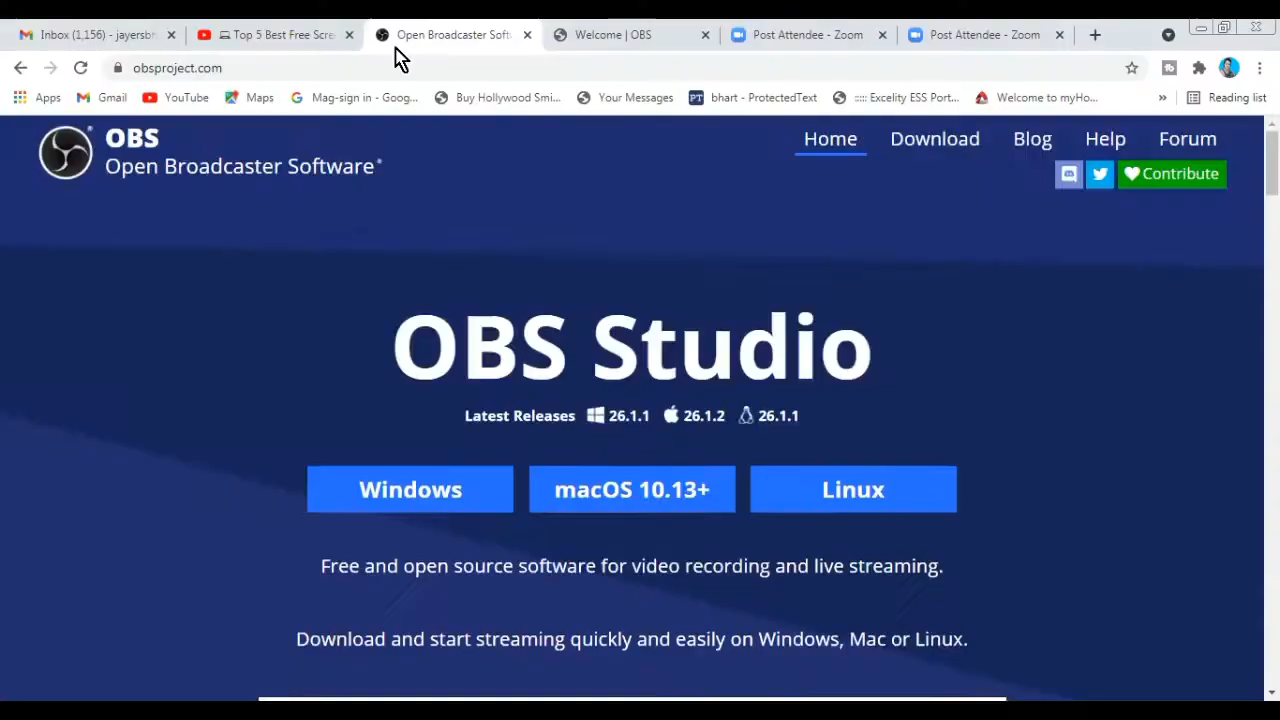 Inbox (1,156) - jayersbh
Top 5 Best Free Scre
Open Broadcaster Soft
Welcome | OBS
Post Attendee - Zoom
Post Attendee - Zoom
obsproject.com
Apps
Gmail
YouTube
Maps
Mag-sign in - Goog...
Buy Hollywood Smi...
Your Messages
PT
bhart - ProtectedText
:::: Excelity ESS Port...
Welcome to myHo...
»
Reading list
OBS
Open Broadcaster Software®
Home
Download
Blog
Help
Forum
Contribute
OBS Studio
Latest Releases 26.1.1 26.1.2 26.1.1
Windows
macOS 10.13+
Linux
Free and open source software for video recording and live streaming.
Download and start streaming quickly and easily on Windows, Mac or Linux.